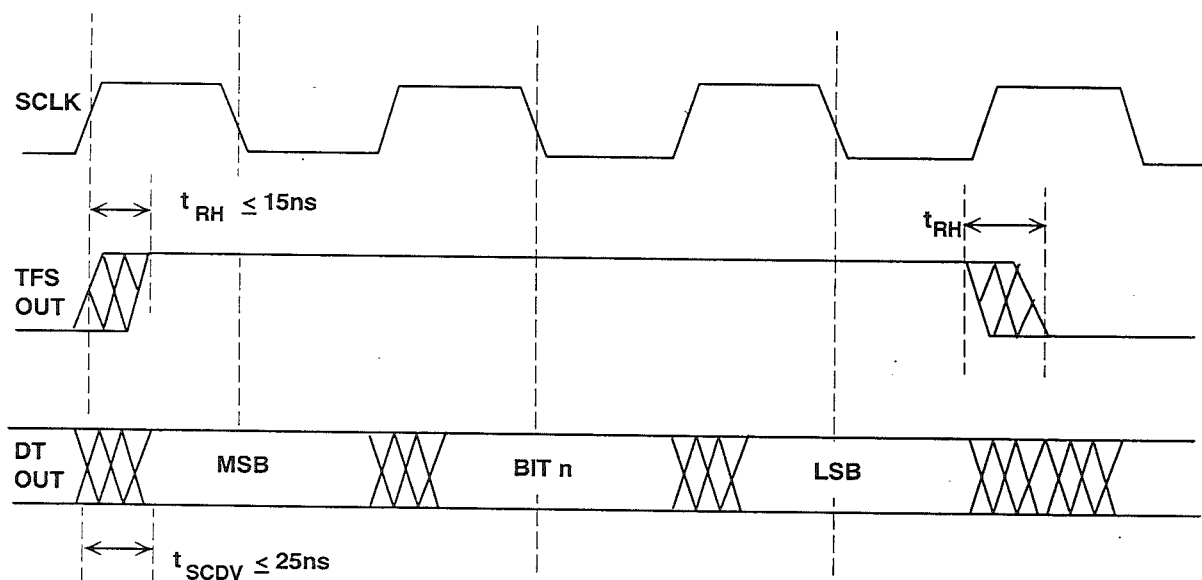 SCLK
t RH ≤ 15ns
t RH
TFS
OUT
DT
OUT
MSB
BIT n
LSB
t SCDV ≤ 25ns